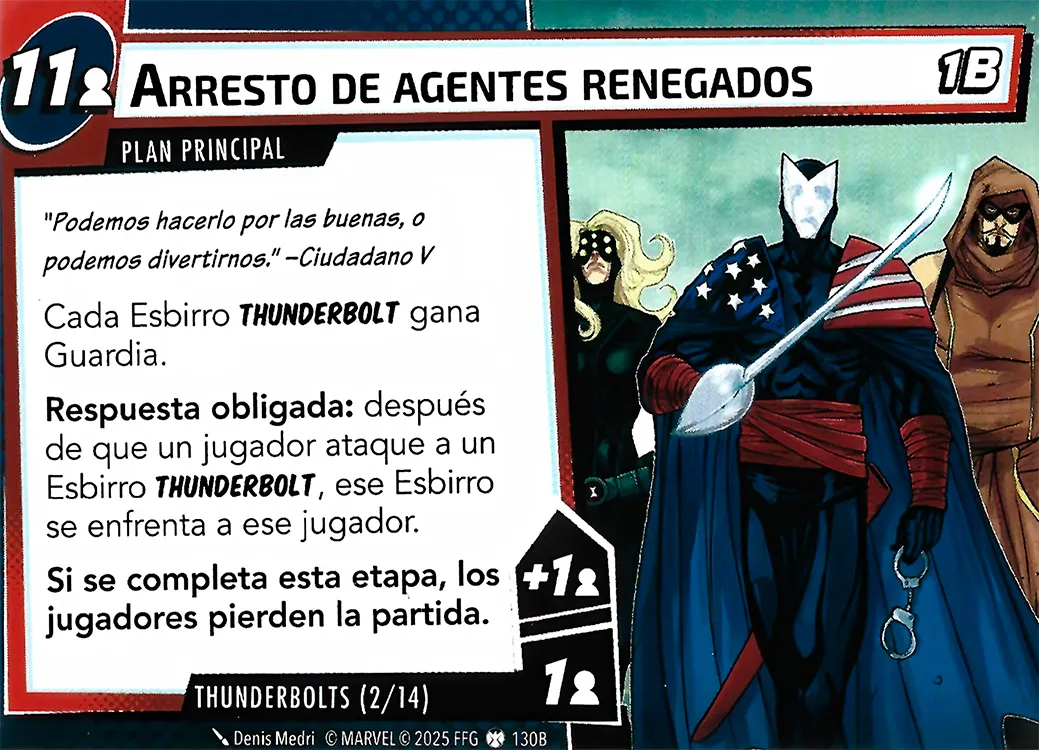 11
ARRESTO DE AGENTES RENEGADOS
1B
PLAN PRINCIPAL
"Podemos hacerlo por las buenas, o
podemos divertirnos." –Ciudadano V
Cada Esbirro THUNDERBOLT gana
Guardia.
Respuesta obligada: después
de que un jugador ataque a un
Esbirro THUNDERBOLT, ese Esbirro
se enfrenta a ese jugador.
Si se completa esta etapa, los
jugadores pierden la partida.
+1
1
THUNDERBOLTS (2/14)
Denis Medri © MARVEL © 2025 FFG 130B